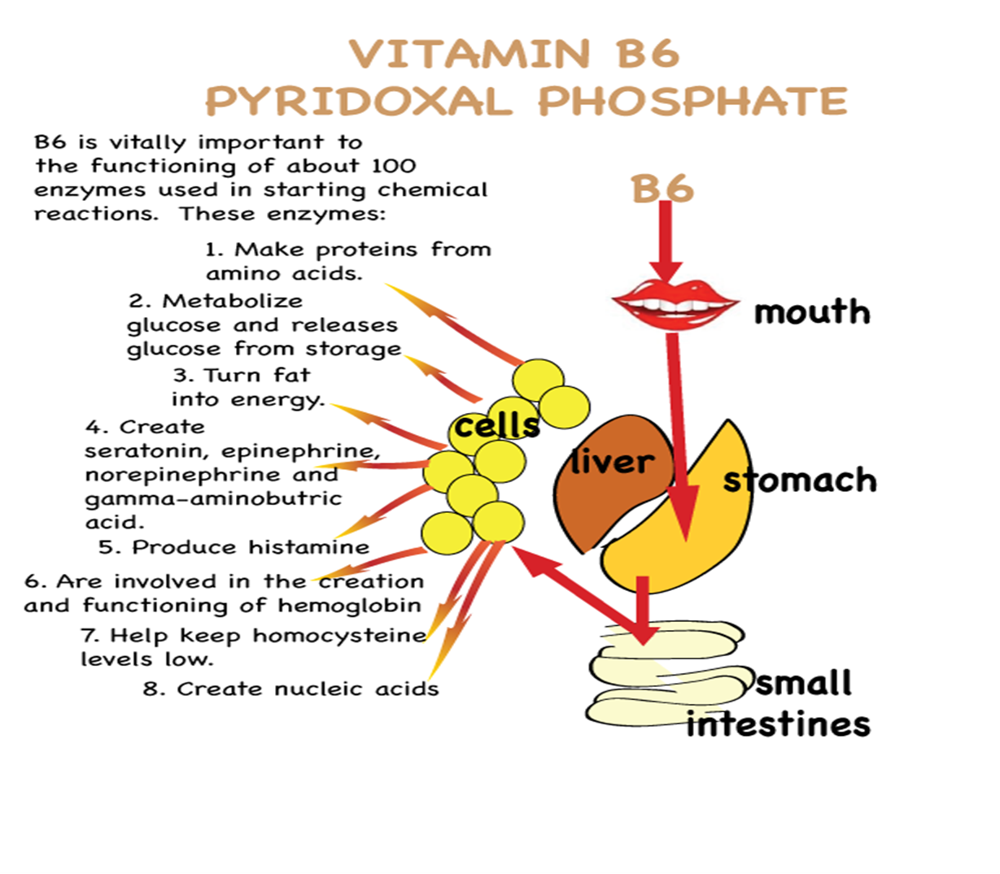 VITAMIN B6
PYRIDOXAL PHOSPHATE
B6 is vitally important to
the functioning of about 100
enzymes used in starting chemical
reactions.  These enzymes:
1. Make proteins from
amino acids.
2. Metabolize
glucose and releases
glucose from storage
3. Turn fat
into energy.
4. Create
seratonin, epinephrine,
norepinephrine and
gamma-aminobutric
acid.
5. Produce histamine
6. Are involved in the creation
and functioning of hemoglobin
7. Help keep homocysteine
levels low.
8. Create nucleic acids
B6
mouth
cells
liver
stomach
small
intestines